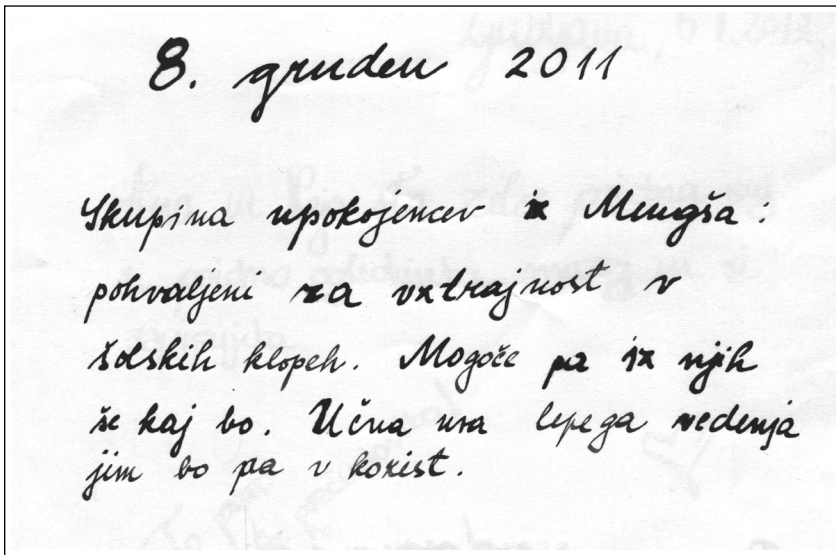 8. gruden 2011
Skupina upokojencev iz Mengša:
pohvaljeni za vztrajnost v
šolskih klopeh. Mogoče pa iz njih
še kaj bo. Učna ura lepega vedenja
jim bo pa v korist.